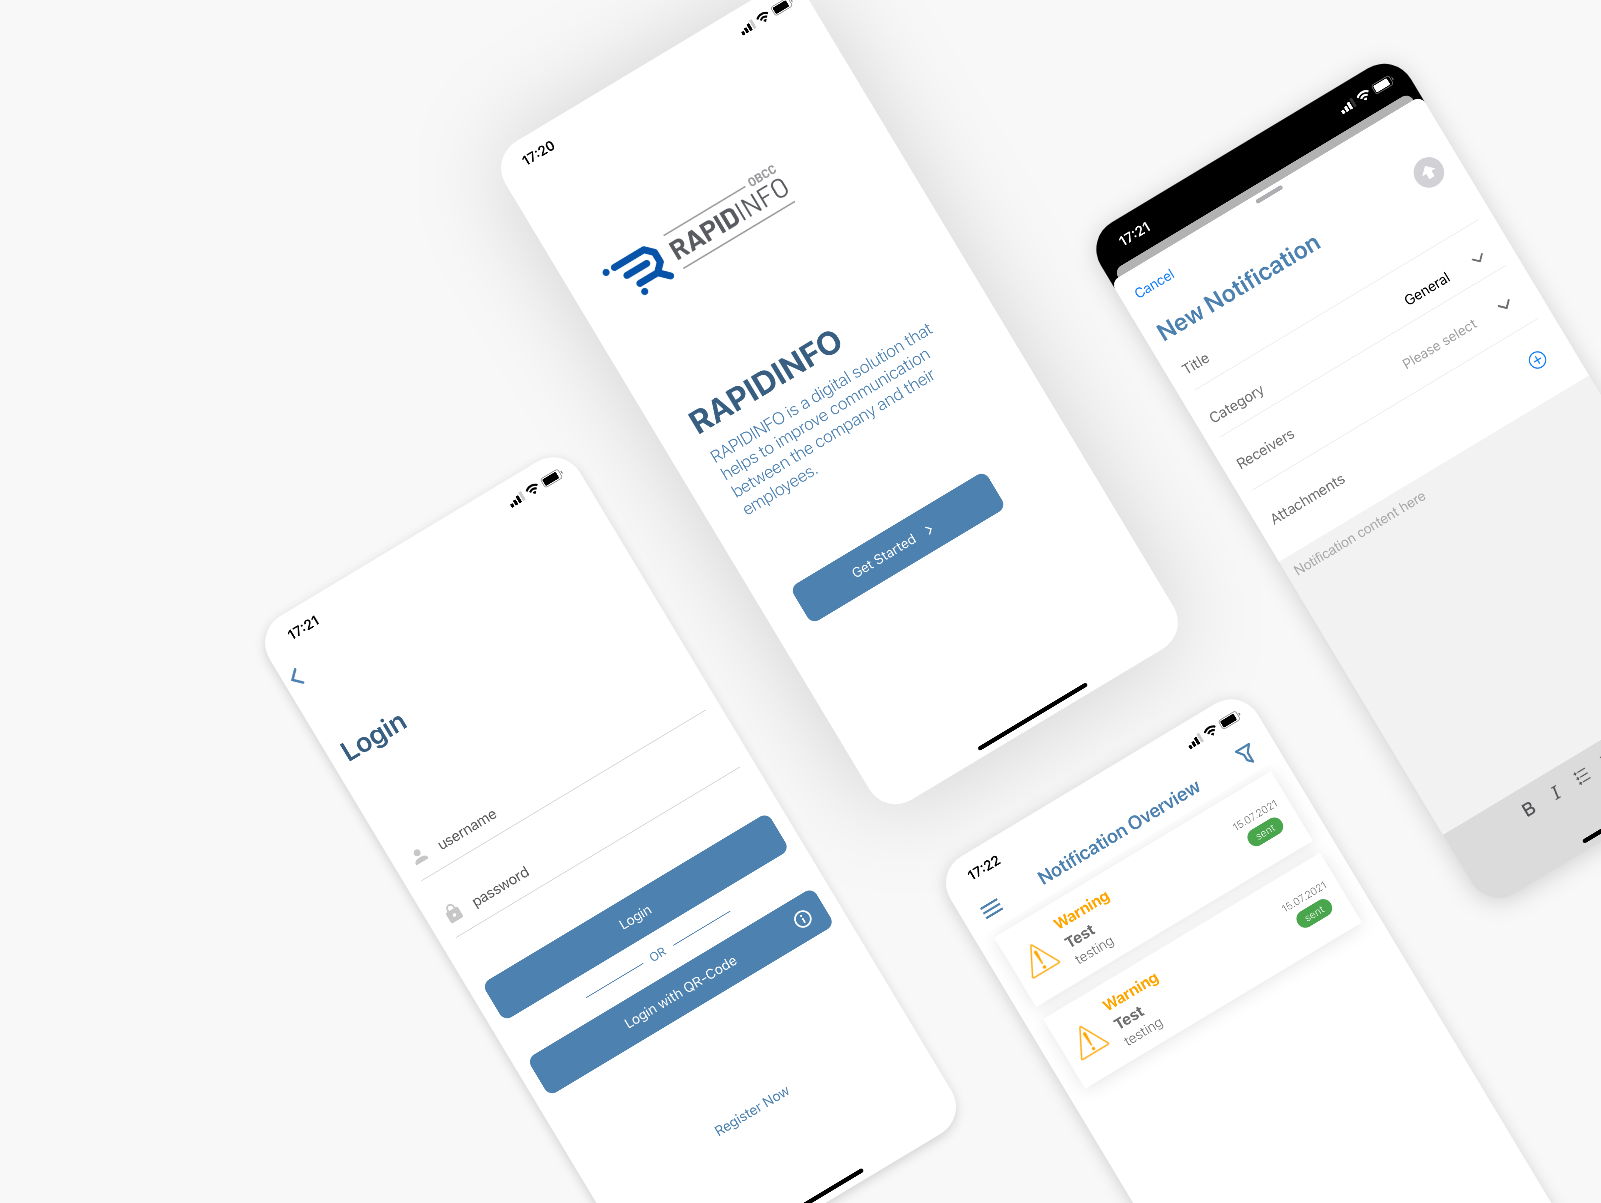 17:20
OBCC
RAPIDINFO
RAPIDINFO
RAPIDINFO is a digital solution that
helps to improve communication
between the company and their
employees.
Get Started
17:21
Login
username
password
Login
OR
Login with QR-Code
Register Now
17:21
Cancel
New Notification
Title
Category General
Receivers Please select
Attachments
Notification content here
B I
17:22
Notification Overview
15.07.2021
sent
Warning
Test
testing
15.07.2021
sent
Warning
Test
testing